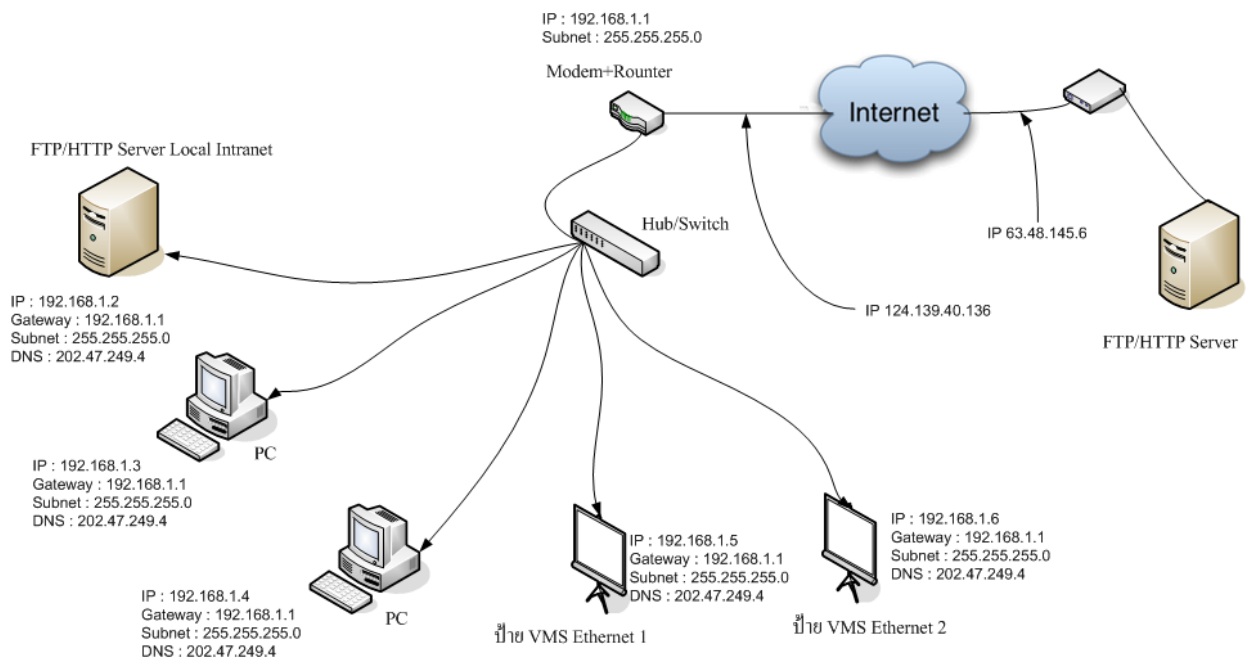 IP : 192.168.1.1
Subnet : 255.255.255.0
Modem+Rounter
Internet
FTP/HTTP Server Local Intranet
Hub/Switch
IP 63.48.145.6
IP 124.139.40.136
FTP/HTTP Server
IP : 192.168.1.2
Gateway : 192.168.1.1
Subnet : 255.255.255.0
DNS : 202.47.249.4
PC
IP : 192.168.1.3
Gateway : 192.168.1.1
Subnet : 255.255.255.0
DNS : 202.47.249.4
IP : 192.168.1.4
Gateway : 192.168.1.1
Subnet : 255.255.255.0
DNS : 202.47.249.4
PC
IP : 192.168.1.5
Gateway : 192.168.1.1
Subnet : 255.255.255.0
DNS : 202.47.249.4
ป้าย VMS Ethernet 1
IP : 192.168.1.6
Gateway : 192.168.1.1
Subnet : 255.255.255.0
DNS : 202.47.249.4
ป้าย VMS Ethernet 2